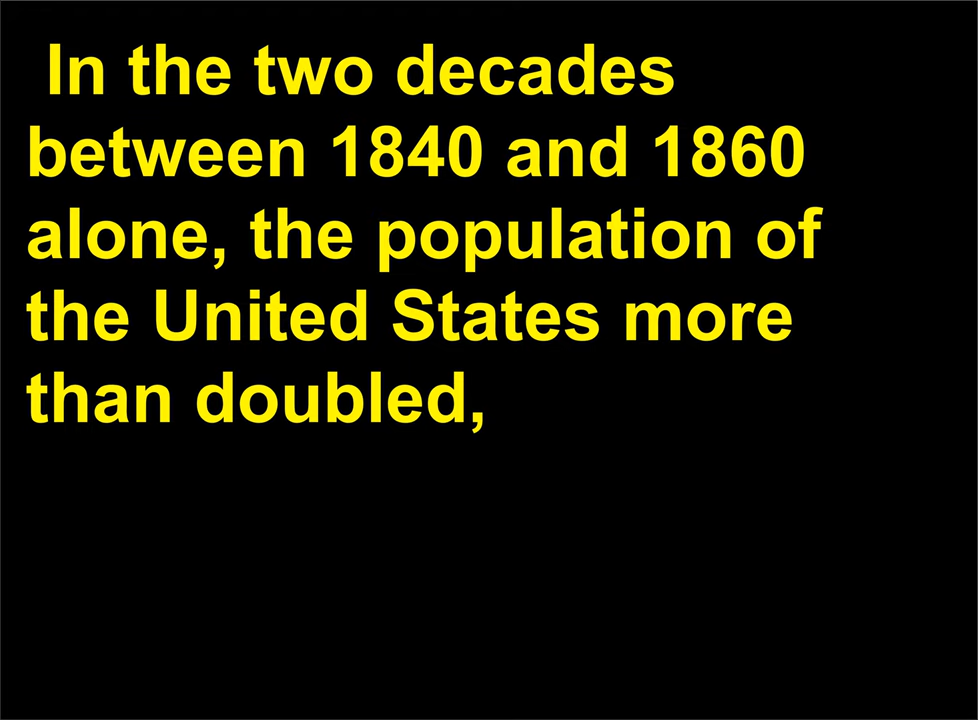 In the two decades
between 1840 and 1860
alone, the population of
the United States more
than doubled,